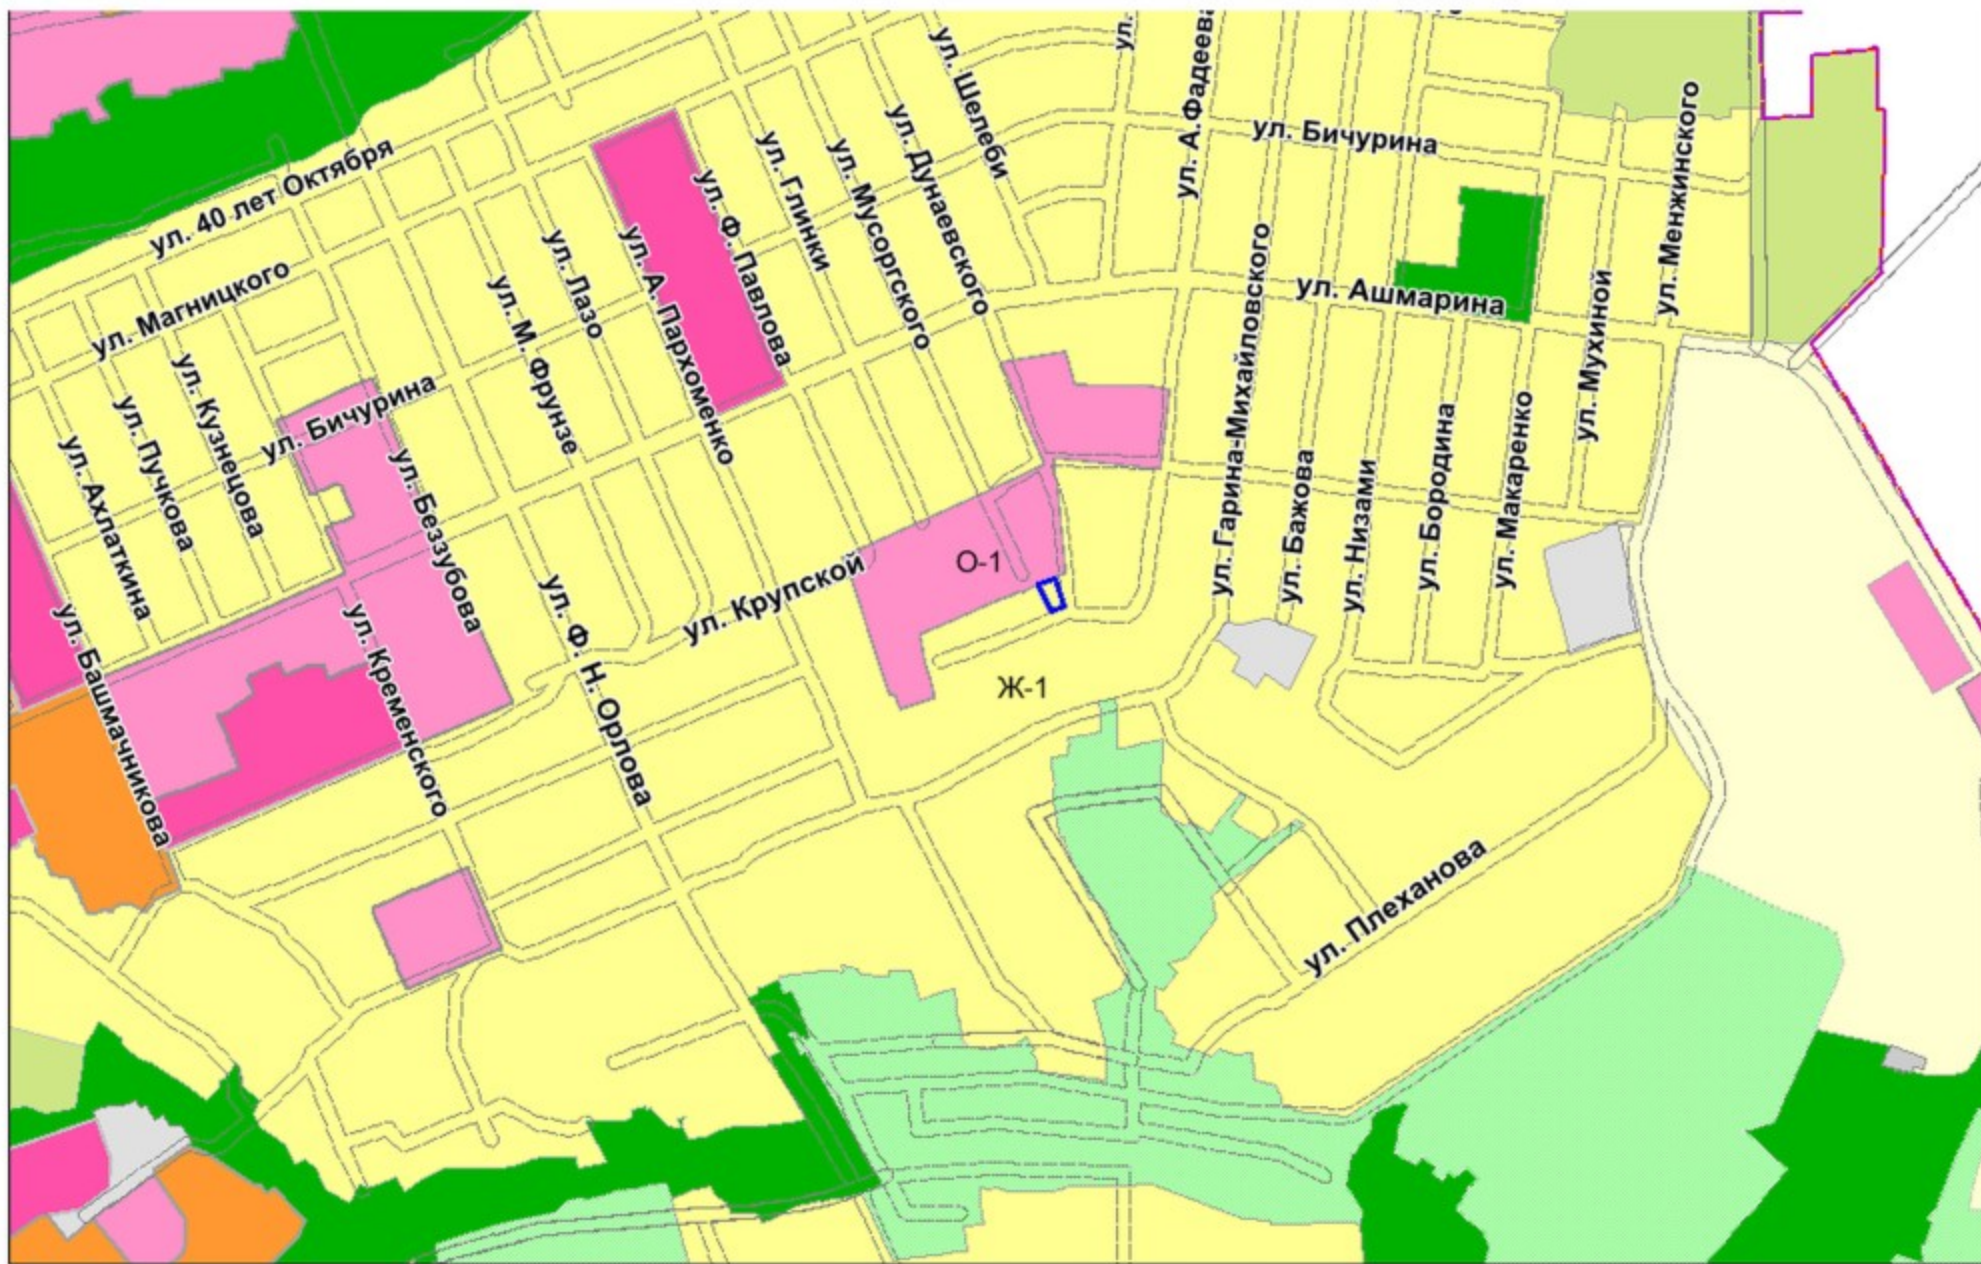 ул. 40 лет Октября
ул. Магницкого
ул. Бичурина
ул. Ахлаткина
ул. Пучкова
ул. Кузнецова
ул. Беззубова
ул. Башмачникова
ул. Кременского
ул. М. Фрунзе
ул. Лазо
ул. А. Пархоменко
ул. Ф. Павлова
ул. Глинки
ул. Мусоргского
ул. Дунаевского
ул. Шелеби
ул.
ул. А.Фадеева
ул. Бичурина
ул. Менжинского
ул. Ашмарина
ул. Мухиной
ул. Гарина-Михайловского
ул. Бажова
ул. Низами
ул. Бородина
ул. Макаренко
ул. Ф. Н. Орлова
ул. Крупской
О-1
Ж-1
ул. Плеханова